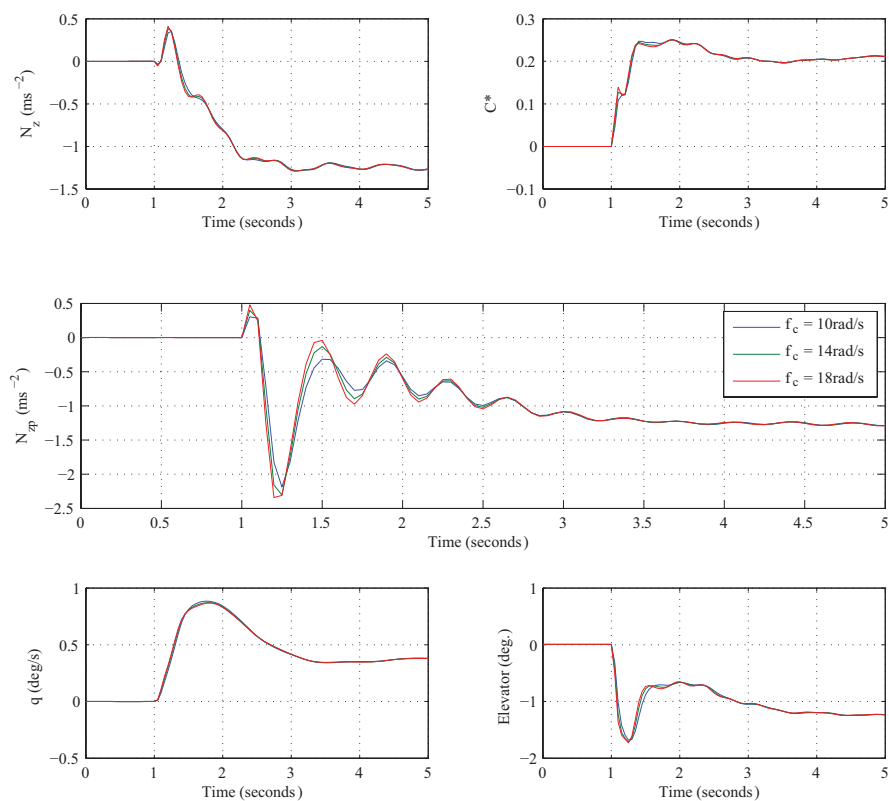 0.5
0
−0.5
−1
−1.5
0 1 2 3 4 5
N_z (ms^−2)
Time (seconds)
0.3
0.2
0.1
0
−0.1
0 1 2 3 4 5
C*
Time (seconds)
0.5
0
−0.5
−1
−1.5
−2
−2.5
0 0.5 1 1.5 2 2.5 3 3.5 4 4.5 5
N_zp (ms^−2)
Time (seconds)
f_c = 10rad/s
f_c = 14rad/s
f_c = 18rad/s
1
0.5
0
−0.5
0 1 2 3 4 5
q (deg/s)
Time (seconds)
1
0
−1
−2
0 1 2 3 4 5
Elevator (deg.)
Time (seconds)